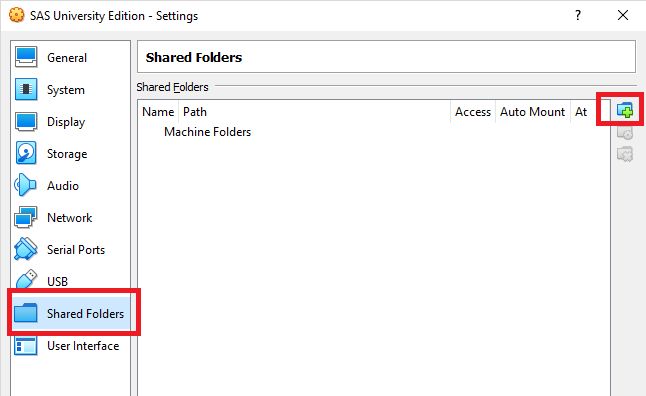 SAS University Edition - Settings
?
General
System
Display
Storage
Audio
Network
Serial Ports
USB
Shared Folders
User Interface
Shared Folders
Shared Folders
Name Path Access Auto Mount At
Machine Folders